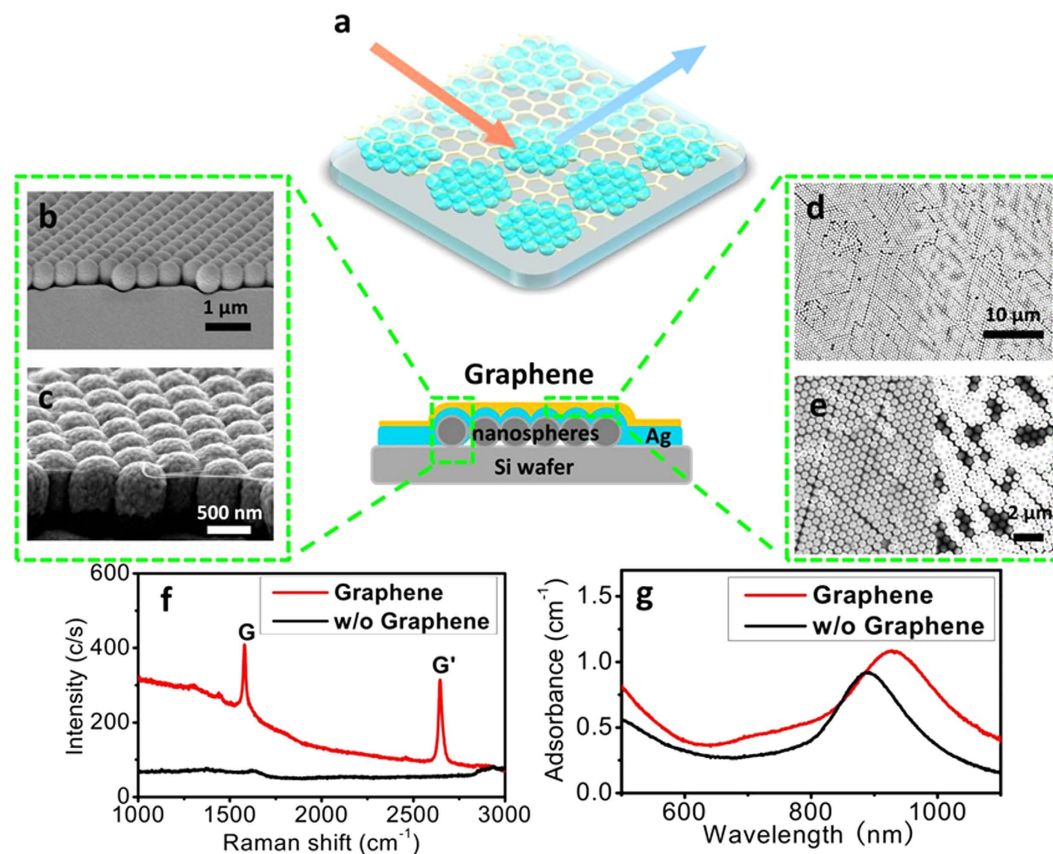 a
b
1 μm
c
500 nm
d
10 μm
e
2 μm
Graphene
nanospheres
Ag
Si wafer
f
Graphene
w/o Graphene
G
G'
600
400
200
0
Intensity (c/s)
1000
1500
2000
2500
3000
Raman shift (cm⁻¹)
g
Graphene
w/o Graphene
1.5
1.0
0.5
0.0
Adsorbance (cm⁻¹)
600
800
1000
Wavelength (nm)